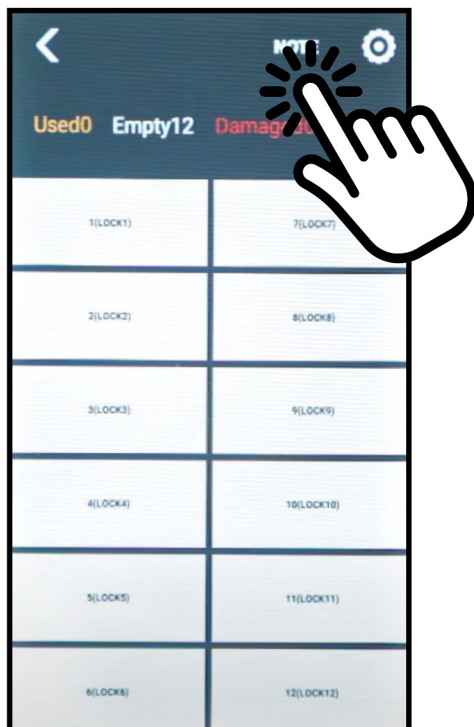 NOTE
Used0 Empty12
1(LOCK1) 7(LOCK7)
2(LOCK2) 8(LOCK8)
3(LOCK3) 9(LOCK9)
4(LOCK4) 10(LOCK10)
5(LOCK5) 11(LOCK11)
6(LOCK6) 12(LOCK12)